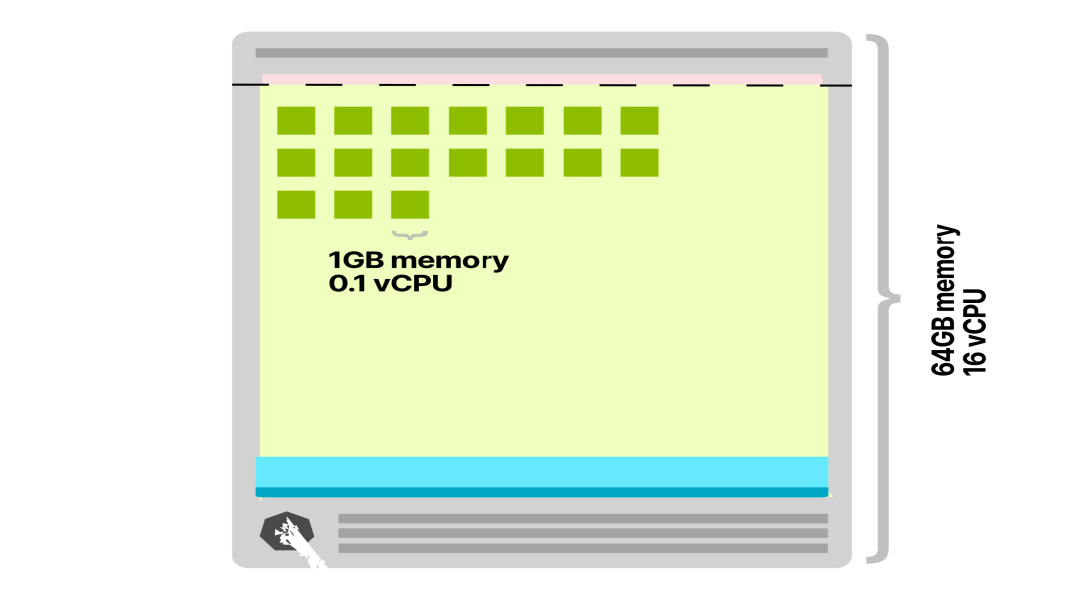 1GB memory
0.1 vCPU
64GB memory
16 vCPU